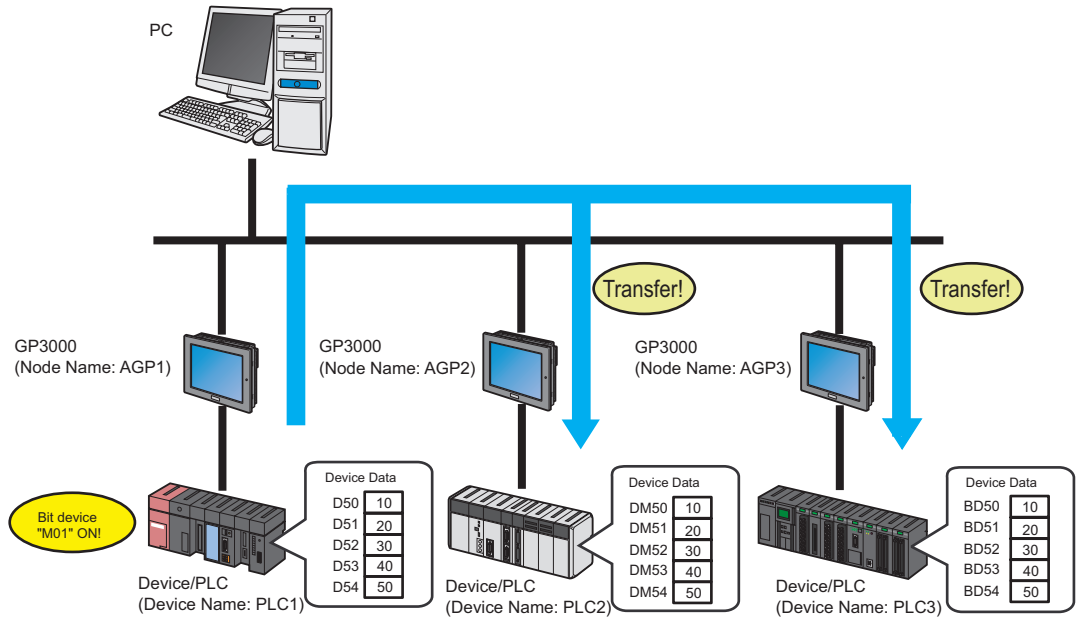 PC
Transfer!
Transfer!
GP3000
(Node Name: AGP1)
GP3000
(Node Name: AGP2)
GP3000
(Node Name: AGP3)
Bit device
"M01" ON!
Device/PLC
(Device Name: PLC1)
Device Data
D50 10
D51 20
D52 30
D53 40
D54 50
Device/PLC
(Device Name: PLC2)
Device Data
DM50 10
DM51 20
DM52 30
DM53 40
DM54 50
Device/PLC
(Device Name: PLC3)
Device Data
BD50 10
BD51 20
BD52 30
BD53 40
BD54 50